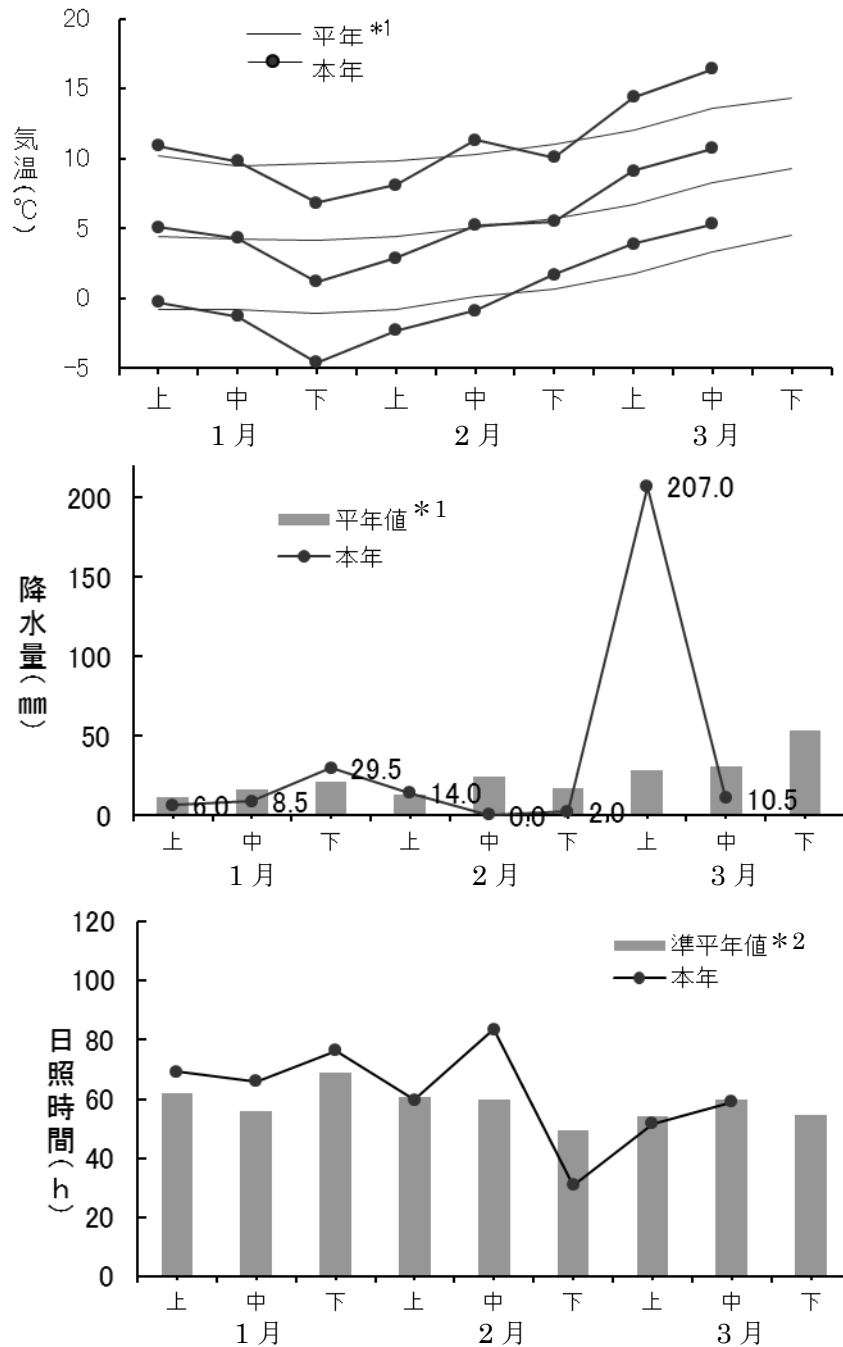 20
15
10
5
0
-5
気温(℃)
平年*1
本年
上 中 下 上 中 下 上 中 下
1月 2月 3月
200
150
100
50
0
降水量(㎜)
平年値*1
本年
6.0 8.5 29.5 14.0 0.0 2.0 207.0 10.5
上 中 下 上 中 下 上 中 下
1月 2月 3月
120
100
80
60
40
20
0
日照時間(h)
準平年値*2
本年
上 中 下 上 中 下 上 中 下
1月 2月 3月